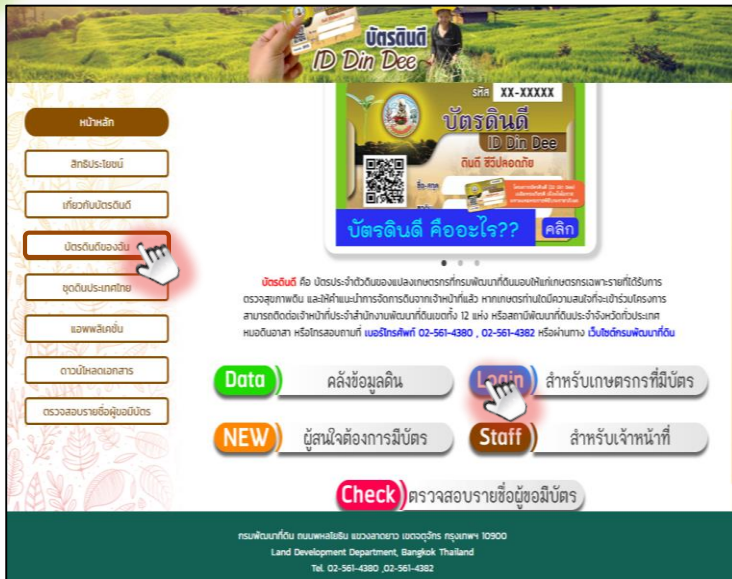 บัตรดินดี
ID Din Dee
รหัส XX-XXXXX
บัตรดินดี
ID Din Dee
ดินดี ชีวีปลอดภัย
ชื่อ-สกุล
บัตรดินดี คืออะไร??
คลิก
หน้าหลัก
สิทธิประโยชน์
เกี่ยวกับบัตรดินดี
บัตรดินดีของฉัน
ชุดดินประเทศไทย
แอพพลิเคชั่น
ดาวน์โหลดเอกสาร
ตรวจสอบรายชื่อผู้ขอมีบัตร
บัตรดินดี คือ บัตรประจำตัวดินของแปลงเกษตรกรที่กรมพัฒนาที่ดินมอบให้แก่เกษตรกรเฉพาะรายที่ได้รับการ
ตรวจสุขภาพดิน และให้คำแนะนำการจัดการดินจากเจ้าหน้าที่แล้ว หากเกษตรท่านใดมีความสนใจที่จะเข้าร่วมโครงการ
สามารถติดต่อเจ้าหน้าที่ประจำสำนักงานพัฒนาที่ดินเขตทั้ง 12 แห่ง หรือสถานีพัฒนาที่ดินประจำจังหวัดทั่วประเทศ
หมอดินอาสา หรือโทรสอบถามที่ เบอร์โทรศัพท์ 02-561-4380 , 02-561-4382 หรือผ่านทาง เว็บไซต์กรมพัฒนาที่ดิน
Data คลังข้อมูลดิน
Login สำหรับเกษตรกรที่มีบัตร
NEW ผู้สนใจต้องการมีบัตร
Staff สำหรับเจ้าหน้าที่
Check ตรวจสอบรายชื่อผู้ขอมีบัตร
กรมพัฒนาที่ดิน ถนนพหลโยธิน แขวงลาดยาว เขตจตุจักร กรุงเทพฯ 10900
Land Development Department, Bangkok Thailand
Tel. 02-561-4380 ,02-561-4382